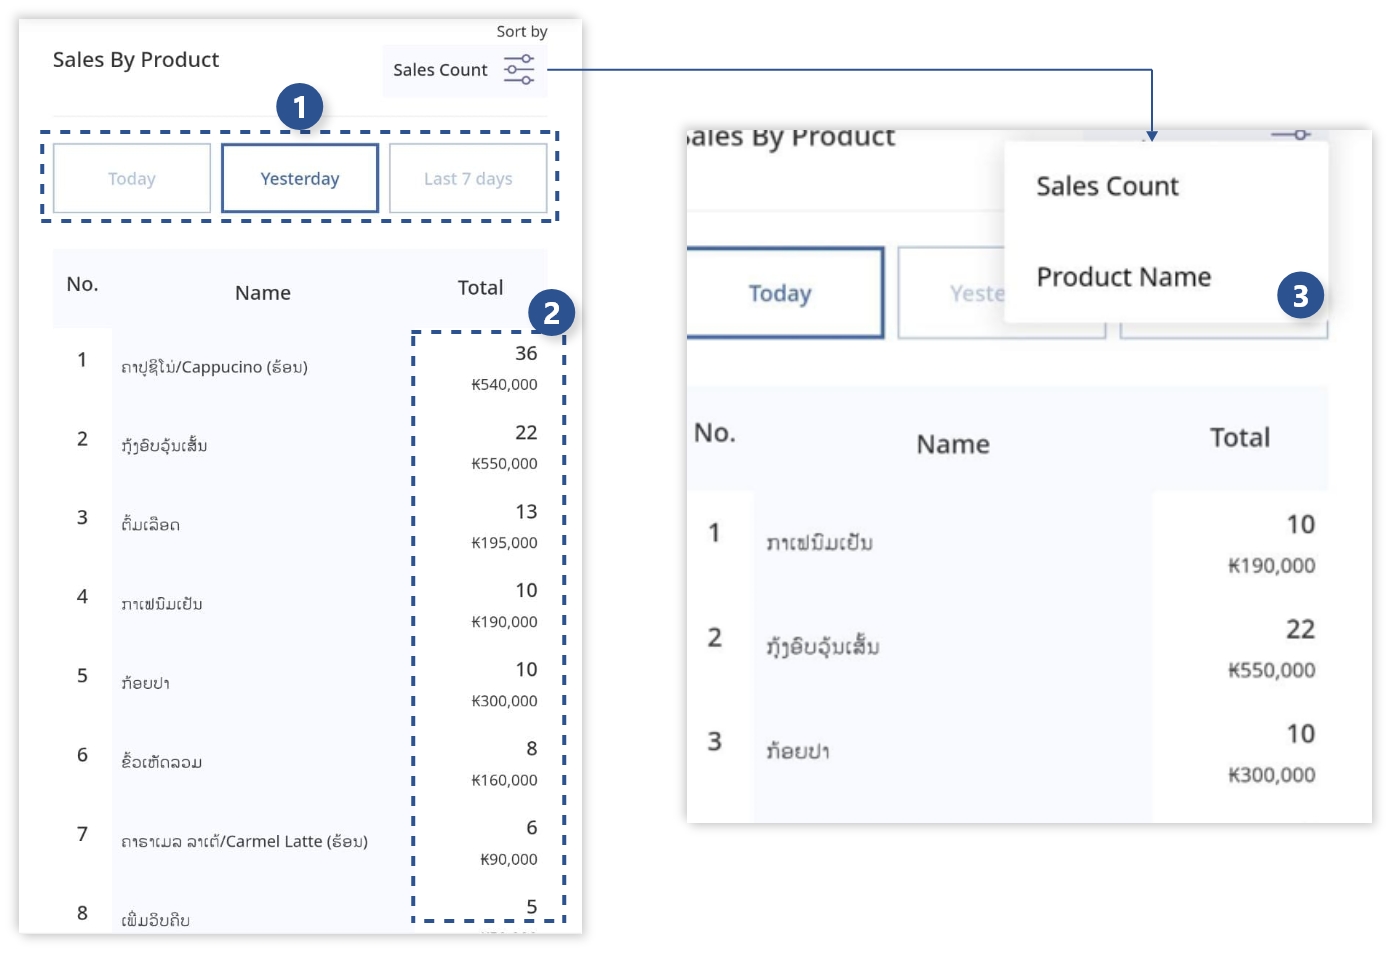 Sort by
Sales By Product
Sales Count
1
Today
Yesterday
Last 7 days
No.
Name
Total
2
1
ຄາປູຊິໂນ່/Cappucino (ຮ້ອນ)
36
₭540,000
2
ກຸ້ງອົບວຸ້ນເສັ້ນ
22
₭550,000
3
ຕົ້ມເລືອດ
13
₭195,000
4
ກາເຟນົມເຢັນ
10
₭190,000
5
ກ້ອຍປາ
10
₭300,000
6
ຂົ້ວເຫັດລວມ
8
₭160,000
7
ຄາຣາເມລ ລາເຕ້/Carmel Latte (ຮ້ອນ)
6
₭90,000
8
ເພີ່ມວິບຄີບ
5
Sales By Product
Sales Count
Product Name
3
Today
Yeste
No.
Name
Total
1
ກາເຟນົມເຢັນ
10
₭190,000
2
ກຸ້ງອົບວຸ້ນເສັ້ນ
22
₭550,000
3
ກ້ອຍປາ
10
₭300,000